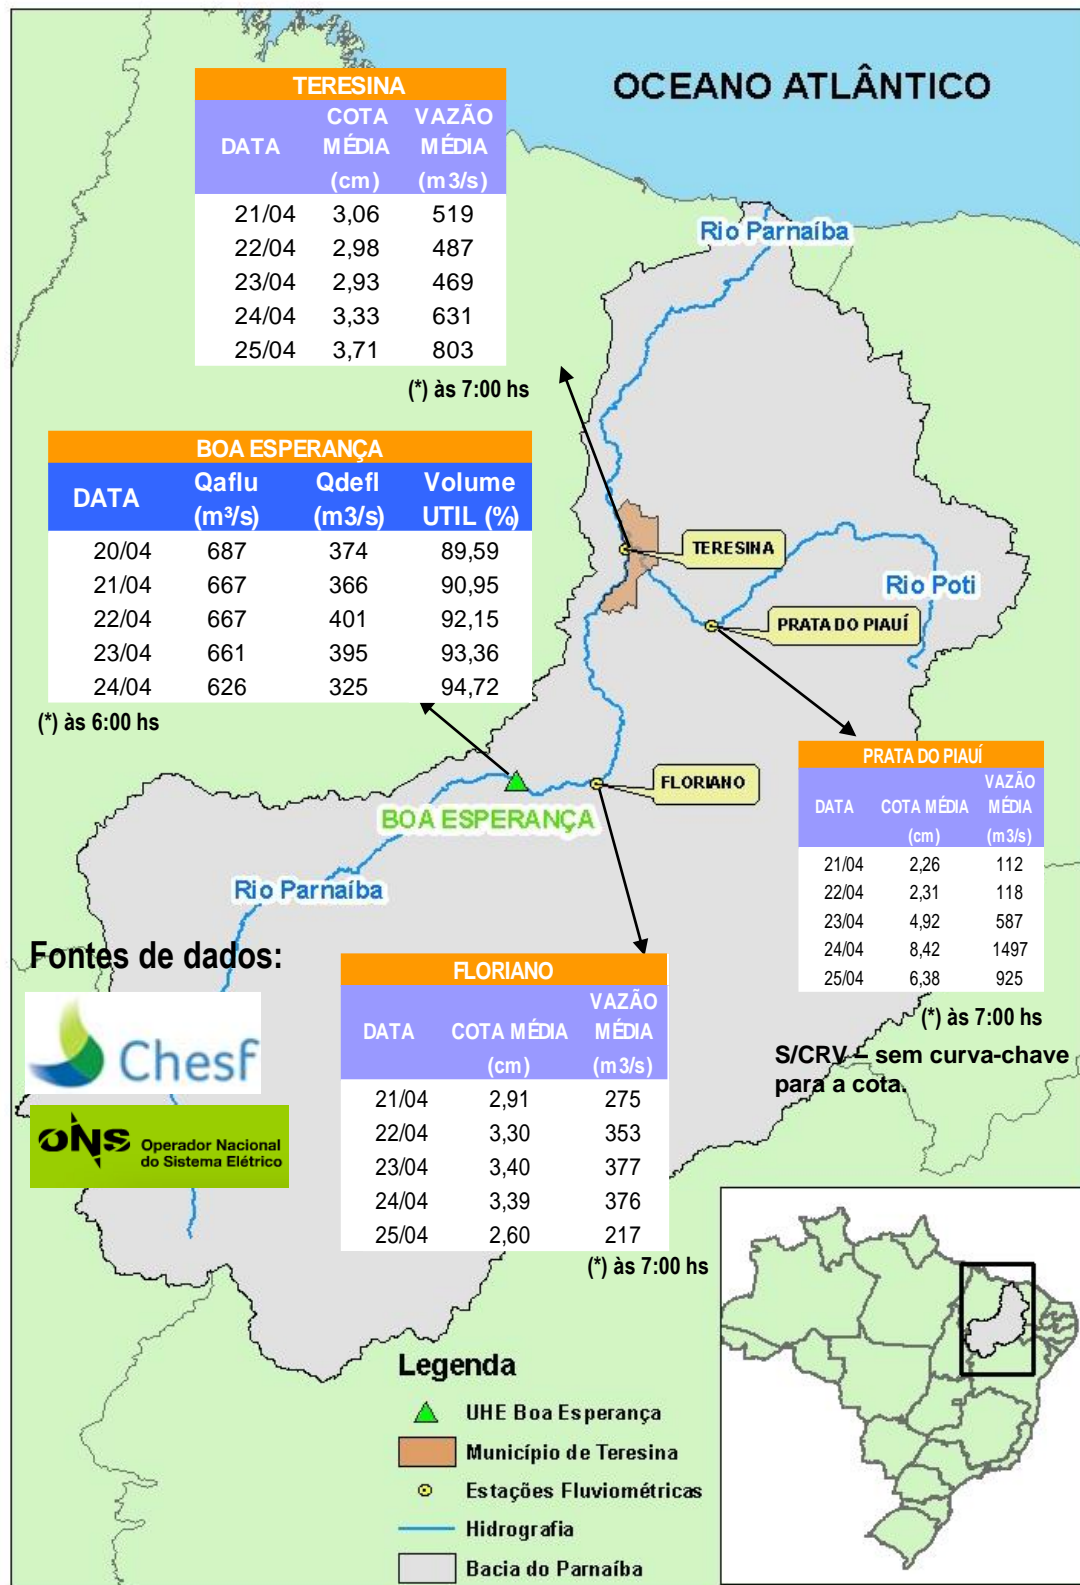 OCEANO ATLÂNTICO
TERESINA
DATA COTA MÉDIA (cm) VAZÃO MÉDIA (m3/s)
21/04 3,06 519
22/04 2,98 487
23/04 2,93 469
24/04 3,33 631
25/04 3,71 803
(*) às 7:00 hs
Rio Parnaíba
BOA ESPERANÇA
DATA Qaflu (m³/s) Qdefl (m3/s) Volume UTIL (%)
20/04 687 374 89,59
21/04 667 366 90,95
22/04 667 401 92,15
23/04 661 395 93,36
24/04 626 325 94,72
(*) às 6:00 hs
TERESINA
Rio Poti
PRATA DO PIAUÍ
FLORIANO
BOA ESPERANÇA
Rio Parnaíba
PRATA DO PIAUÍ
DATA COTA MÉDIA (cm) VAZÃO MÉDIA (m3/s)
21/04 2,26 112
22/04 2,31 118
23/04 4,92 587
24/04 8,42 1497
25/04 6,38 925
(*) às 7:00 hs
S/CRV – sem curva-chave
para a cota.
Fontes de dados:
Chesf
ONS Operador Nacional
do Sistema Elétrico
FLORIANO
DATA COTA MÉDIA (cm) VAZÃO MÉDIA (m3/s)
21/04 2,91 275
22/04 3,30 353
23/04 3,40 377
24/04 3,39 376
25/04 2,60 217
(*) às 7:00 hs
Legenda
UHE Boa Esperança
Município de Teresina
Estações Fluviométricas
Hidrografia
Bacia do Parnaíba